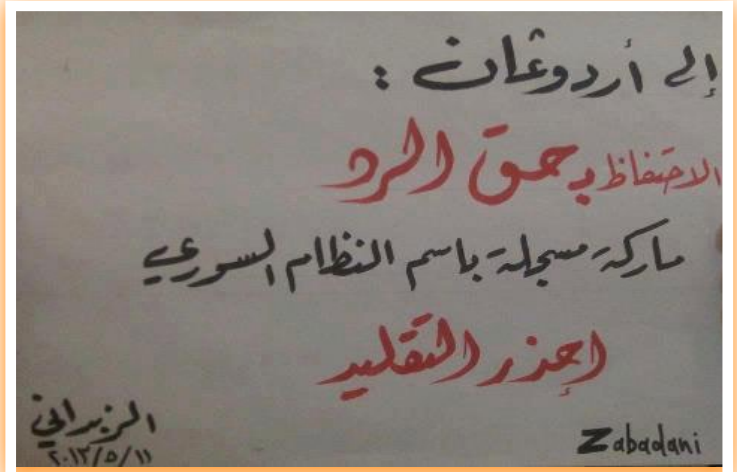 إلى أردوغان :
الاحتفاظ بحق الرد
ماركة مسجلة باسم النظام السوري
احذر التقليد
الزبداني
٢٠١٣/٥/١١
Zabadani